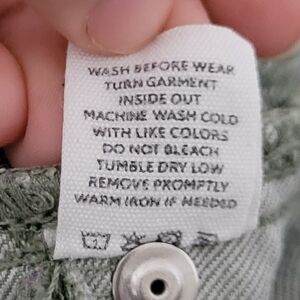 WASH BEFORE WEAR
TURN GARMENT
INSIDE OUT
MACHINE WASH COLD
WITH LIKE COLORS
DO NOT BLEACH
TUMBLE DRY LOW
REMOVE PROMPTLY
WARM IRON IF NEEDED